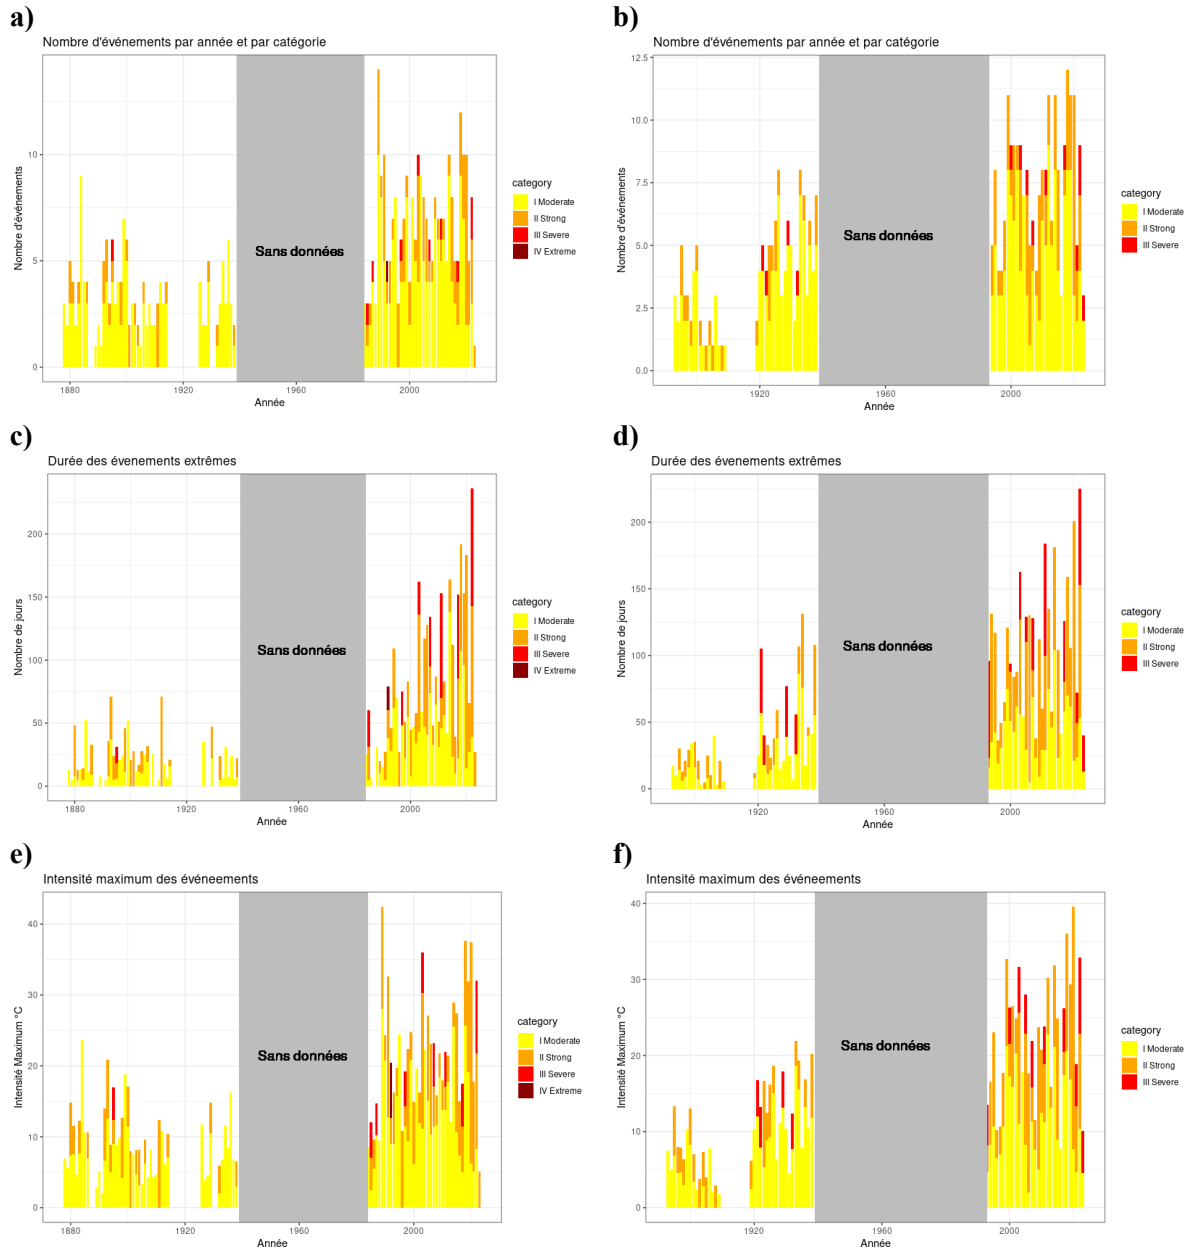 a)
Nombre d'événements par année et par catégorie
Nombre d'événements
10
5
0
1880
1920
1960
2000
Année
Sans données
category
I Moderate
II Strong
III Severe
IV Extreme
b)
Nombre d'événements par année et par catégorie
Nombre d'événements
12.5
10.0
7.5
5.0
2.5
0.0
1920
1960
2000
Année
Sans données
category
I Moderate
II Strong
III Severe
c)
Durée des évenements extrêmes
Nombre de jours
200
150
100
50
0
1880
1920
1960
2000
Année
Sans données
category
I Moderate
II Strong
III Severe
IV Extreme
d)
Durée des évenements extrêmes
Nombre de jours
200
150
100
50
0
1920
1960
2000
Année
Sans données
category
I Moderate
II Strong
III Severe
e)
Intensité maximum des événeements
Intensité Maximum °C
40
30
20
10
0
1880
1920
1960
2000
Année
Sans données
category
I Moderate
II Strong
III Severe
IV Extreme
f)
Intensité maximum des événeements
Intensité Maximum °C
40
30
20
10
0
1920
1960
2000
Année
Sans données
category
I Moderate
II Strong
III Severe